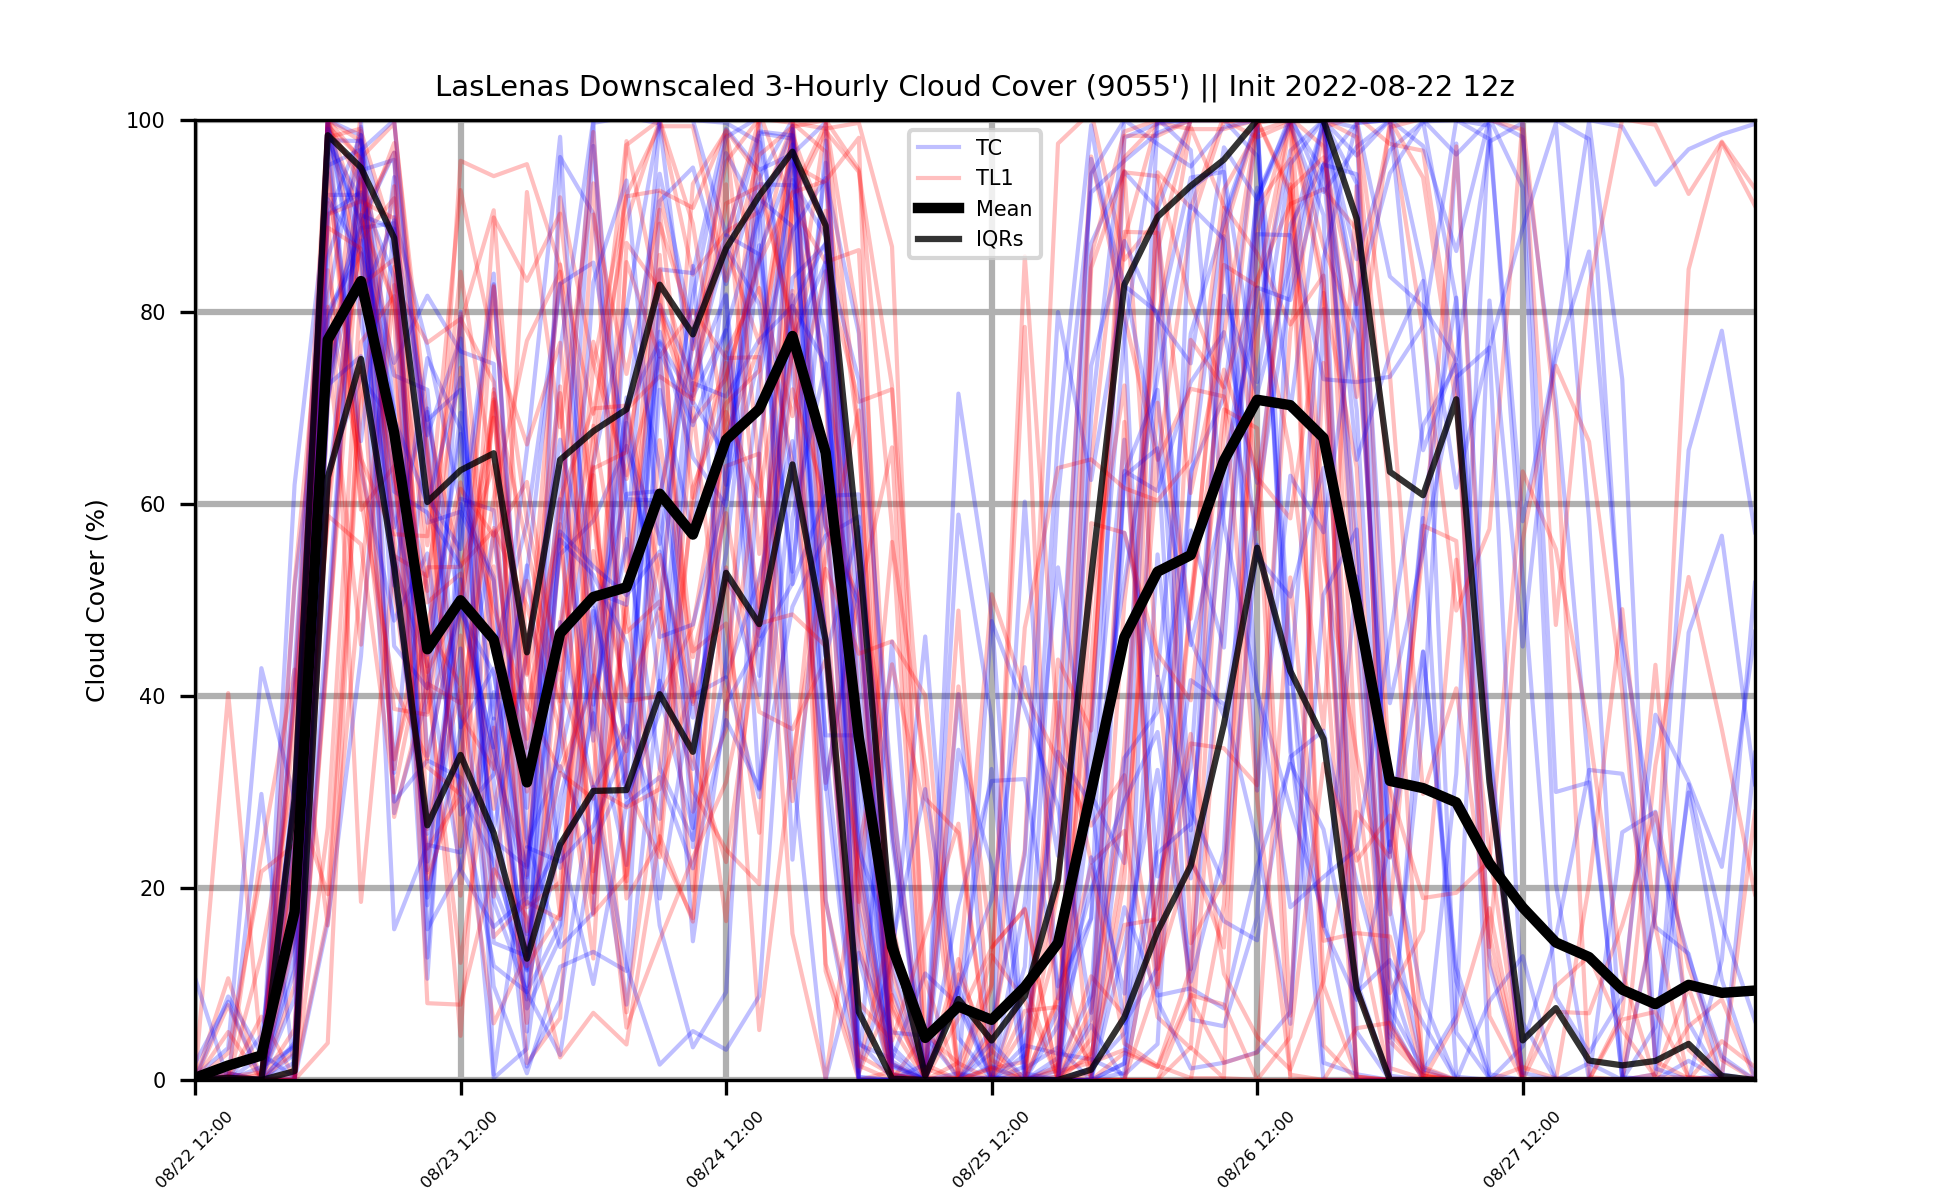 LasLenas Downscaled 3-Hourly Cloud Cover (9055') || Init 2022-08-22 12z
100
80
60
40
20
0
Cloud Cover (%)
TC
TL1
Mean
IQRs
08/22 12:00
08/23 12:00
08/24 12:00
08/25 12:00
08/26 12:00
08/27 12:00